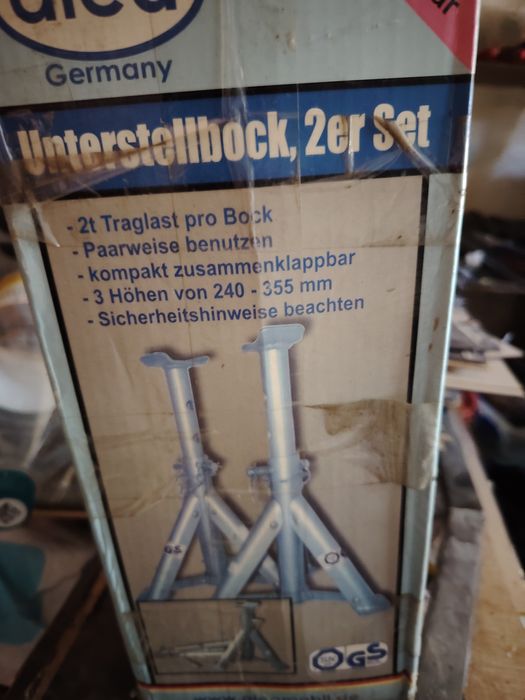 Germany
Unterstellbock, 2er Set
- 2t Traglast pro Bock
- Paarweise benutzen
- kompakt zusammenklappbar
- 3 Höhen von 240 - 355 mm
- Sicherheitshinweise beachten
GS
GS